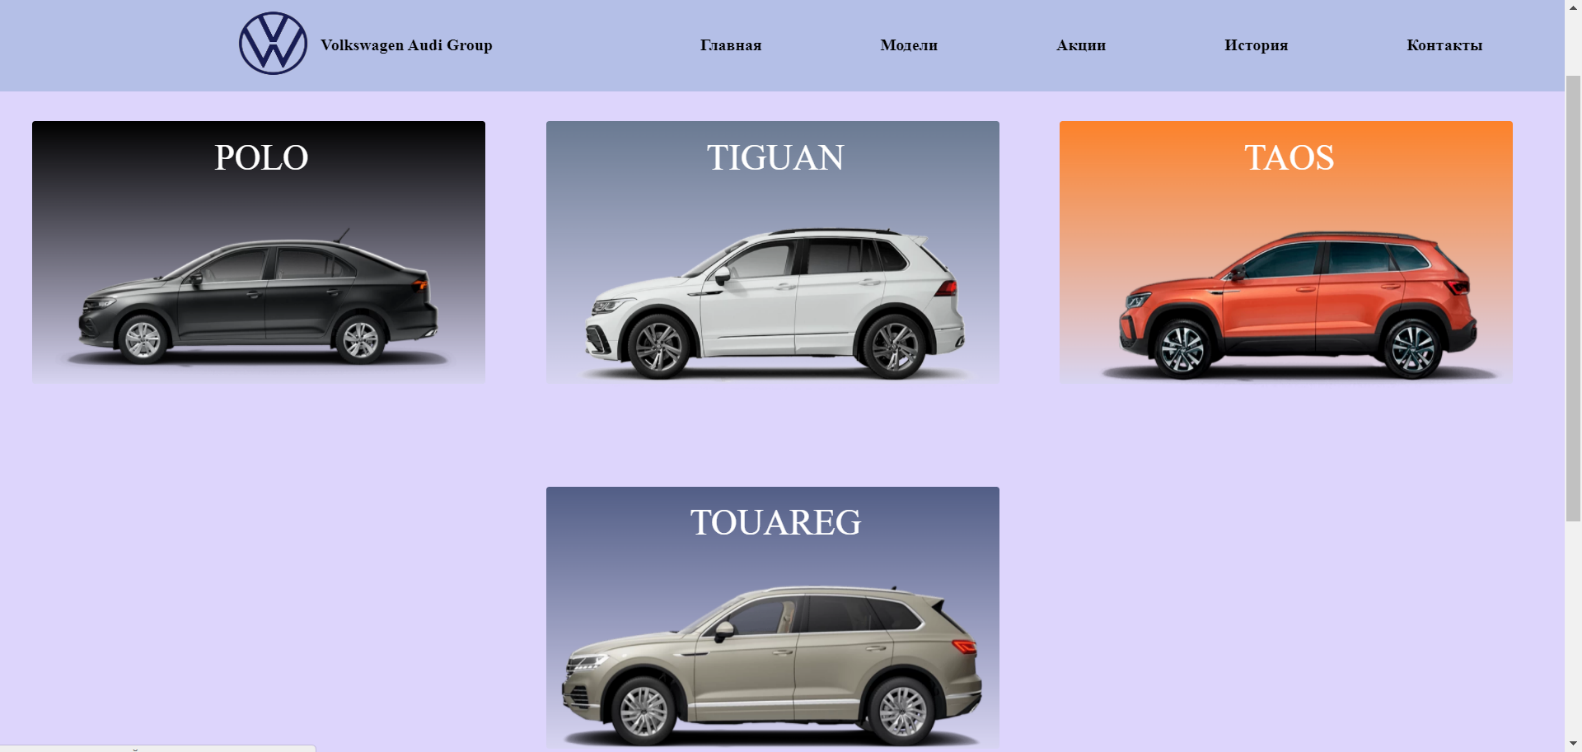 Volkswagen Audi Group
Главная
Модели
Акции
История
Контакты
POLO
TIGUAN
TAOS
TOUAREG